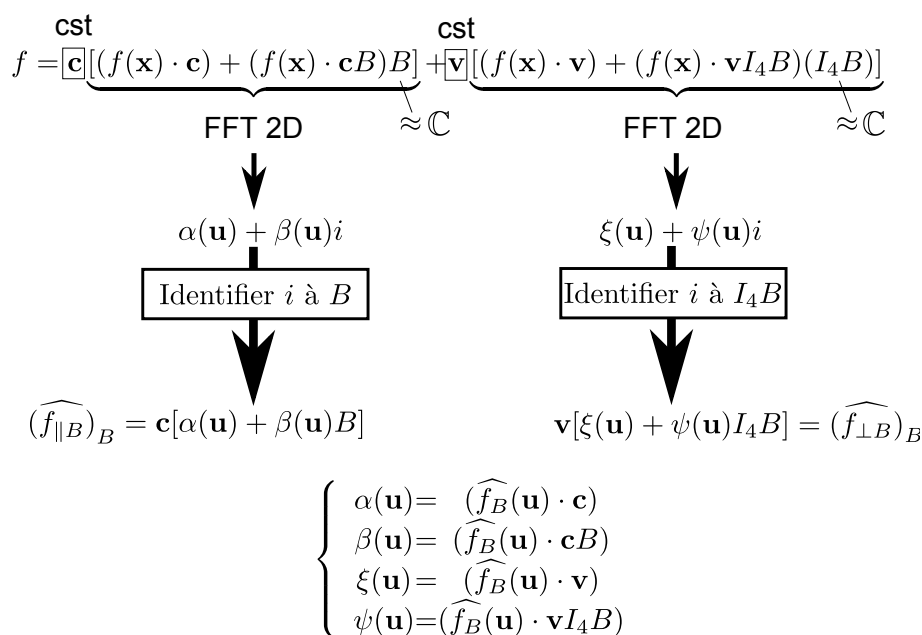 cst cst
f = c [(f(x) · c) + (f(x) · cB)B] + v [(f(x) · v) + (f(x) · vI₄B)(I₄B)]
≈ℂ ≈ℂ
FFT 2D FFT 2D
α(u) + β(u)i ξ(u) + ψ(u)i
Identifier i à B Identifier i à I₄B
(f̂_{∥B})_B = c[α(u) + β(u)B] v[ξ(u) + ψ(u)I₄B] = (f̂_{⊥B})_B
α(u)= (f̂_B(u) · c)
β(u)= (f̂_B(u) · cB)
ξ(u)= (f̂_B(u) · v)
ψ(u)=(f̂_B(u) · vI₄B)